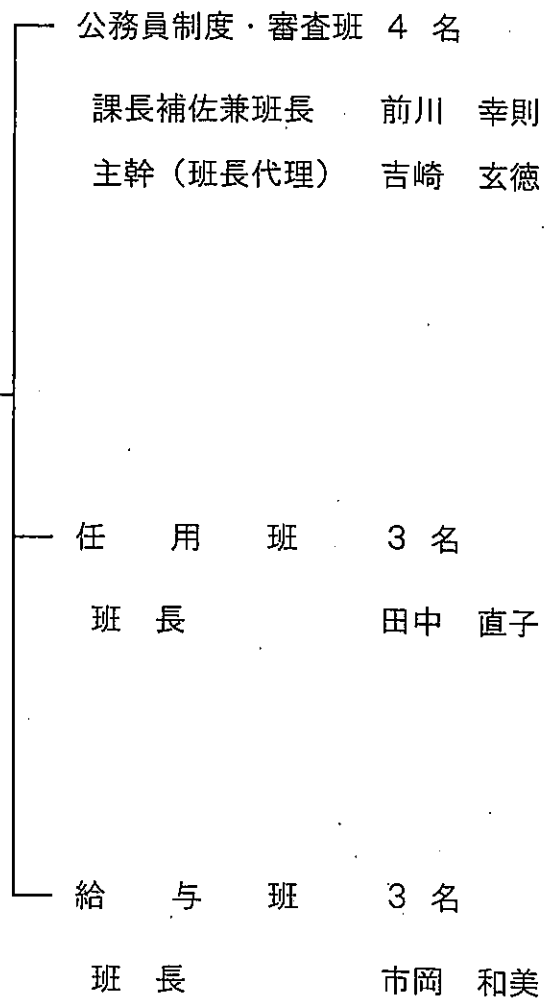 公務員制度・審査班 4 名
課長補佐兼班長 前川 幸則
主幹（班長代理） 吉崎 玄徳
任 用 班 3 名
班 長 田中 直子
給 与 班 3 名
班 長 市岡 和美